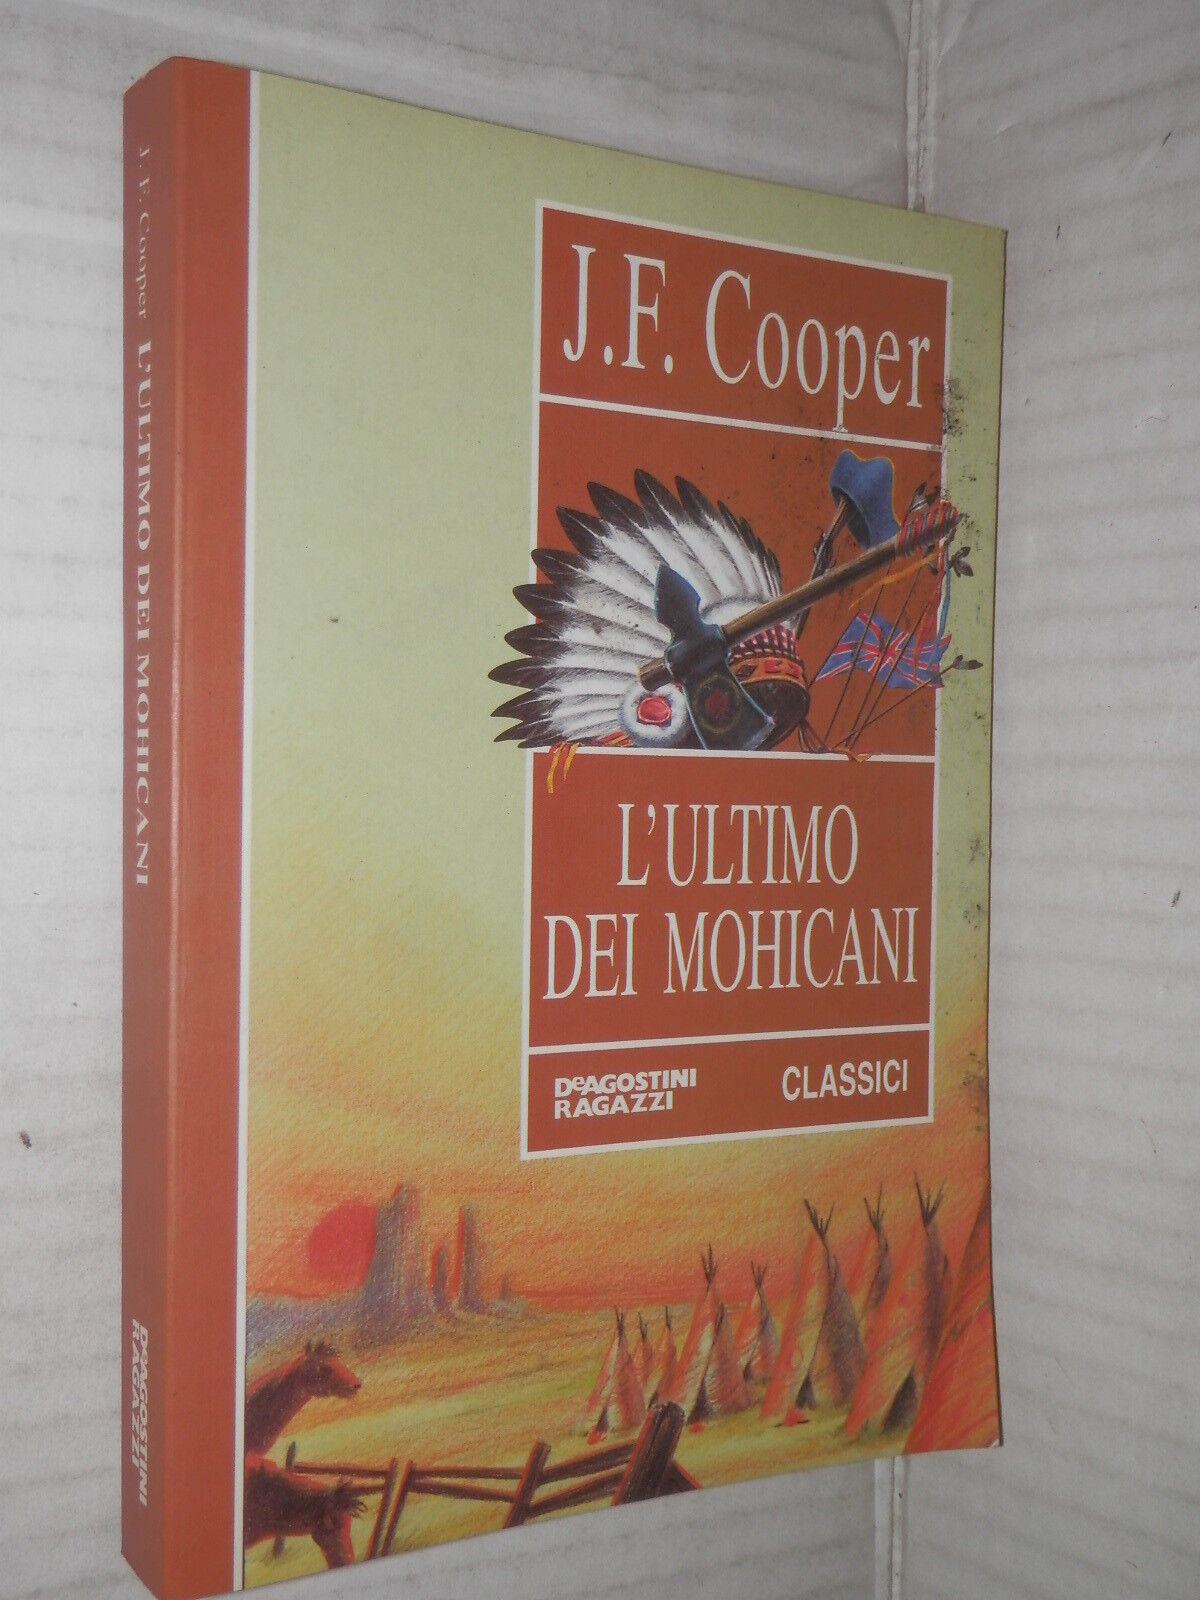 J. F. Cooper L'ULTIMO DEI MOHICANI
DeAGOSTINI
RAGAZZI
J.F. Cooper
L'ULTIMO
DEI MOHICANI
DeAGOSTINI
RAGAZZI
CLASSICI